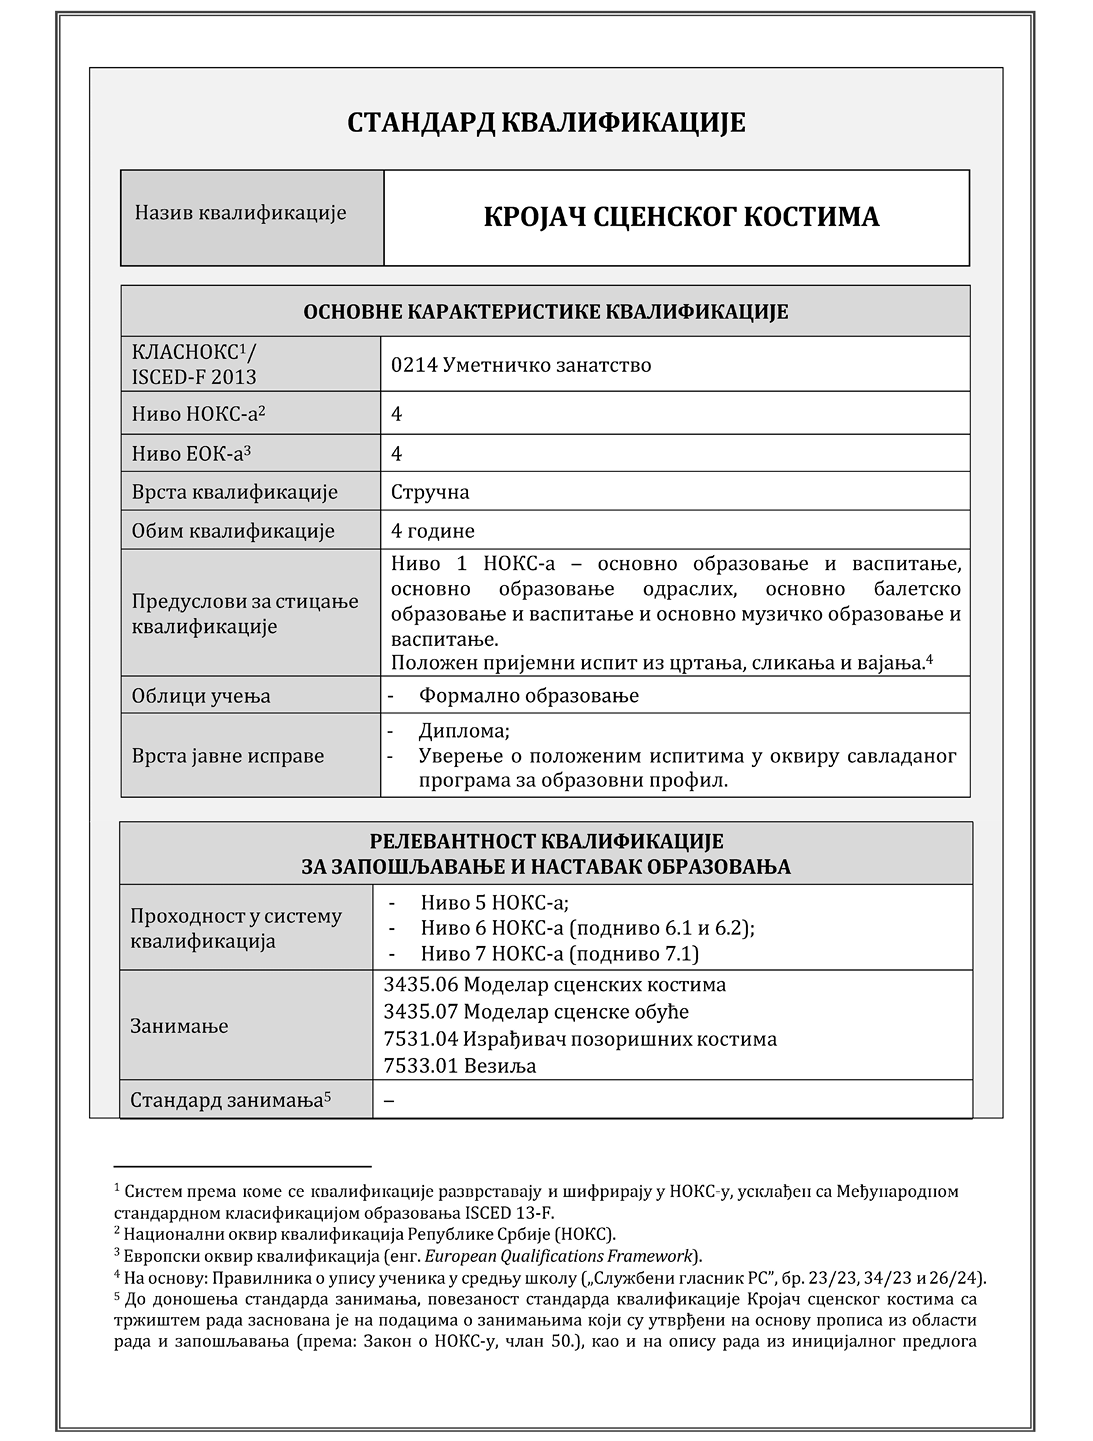 СТАНДАРД КВАЛИФИКАЦИЈЕ
Назив квалификације
КРОЈАЧ СЦЕНСКОГ КОСТИМА
ОСНОВНЕ КАРАКТЕРИСТИКЕ КВАЛИФИКАЦИЈЕ
КЛАСНОКС¹/
ISCED-F 2013
0214 Уметничко занатство
Ниво НОКС-а²
4
Ниво ЕОК-а³
4
Врста квалификације
Стручна
Обим квалификације
4 године
Предуслови за стицање
квалификације
Ниво 1 НОКС-а – основно образовање и васпитање,
основно образовање одраслих, основно балетско
образовање и васпитање и основно музичко образовање и
васпитање.
Положен пријемни испит из цртања, сликања и вајања.⁴
Облици учења
- Формално образовање
Врста јавне исправе
- Диплома;
- Уверење о положеним испитима у оквиру савладаног
програма за образовни профил.
РЕЛЕВАНТНОСТ КВАЛИФИКАЦИЈЕ
ЗА ЗАПОШЉАВАЊЕ И НАСТАВАК ОБРАЗОВАЊА
Проходност у систему
квалификација
- Ниво 5 НОКС-а;
- Ниво 6 НОКС-а (подниво 6.1 и 6.2);
- Ниво 7 НОКС-а (подниво 7.1)
Занимање
3435.06 Моделар сценских костима
3435.07 Моделар сценске обуће
7531.04 Израђивач позоришних костима
7533.01 Везиља
Стандард занимања⁵
–
¹ Систем према коме се квалификације разврставају и шифрирају у НОКС-у, усклађен са Међународном
стандардном класификацијом образовања ISCED 13-F.
² Национални оквир квалификација Републике Србије (НОКС).
³ Европски оквир квалификација (енг. European Qualifications Framework).
⁴ На основу: Правилника о упису ученика у средњу школу („Службени гласник РС”, бр. 23/23, 34/23 и 26/24).
⁵ До доношења стандарда занимања, повезаност стандарда квалификације Кројач сценског костима са
тржиштем рада заснована је на подацима о занимањима који су утврђени на основу прописа из области
рада и запошљавања (према: Закон о НОКС-у, члан 50.), као и на опису рада из иницијалног предлога